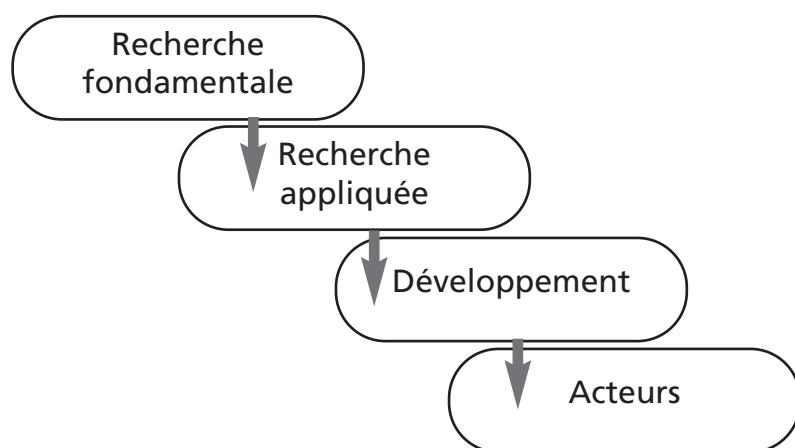 Recherche
fondamentale
Recherche
appliquée
Développement
Acteurs